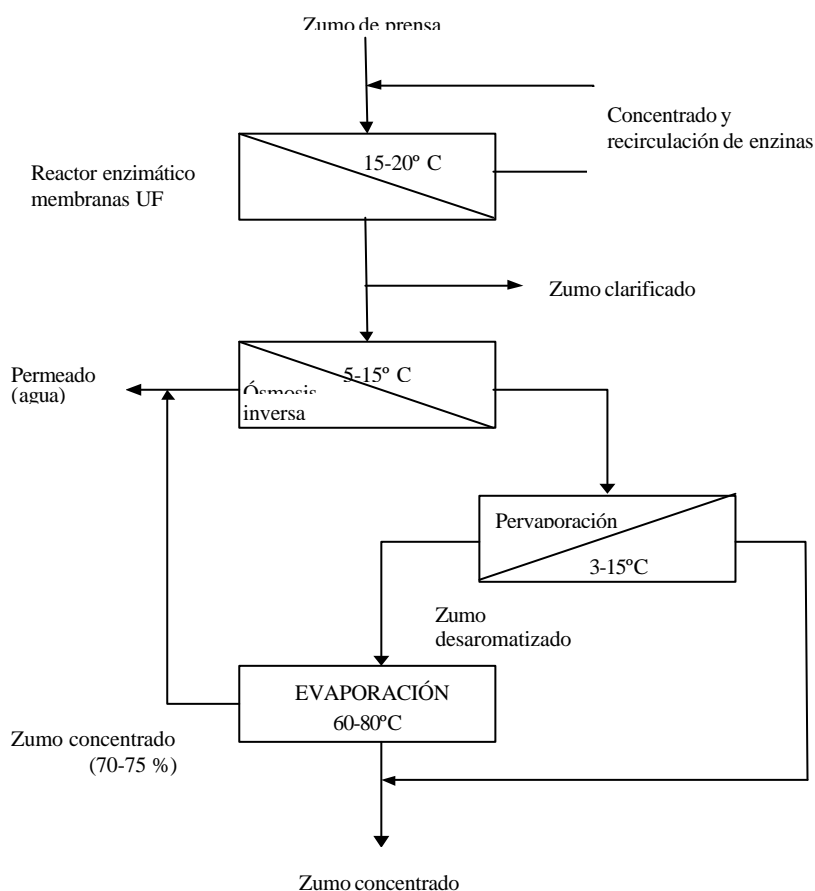 Zumo de prensa
Concentrado y
recirculación de enzinas
15-20º C
Reactor enzimático
membranas UF
Zumo clarificado
Permeado
(agua)
5-15º C
Ósmosis
inversa
Pervaporación
3-15ºC
Zumo
desaromatizado
EVAPORACIÓN
60-80ºC
Zumo concentrado
(70-75 %)
Zumo concentrado